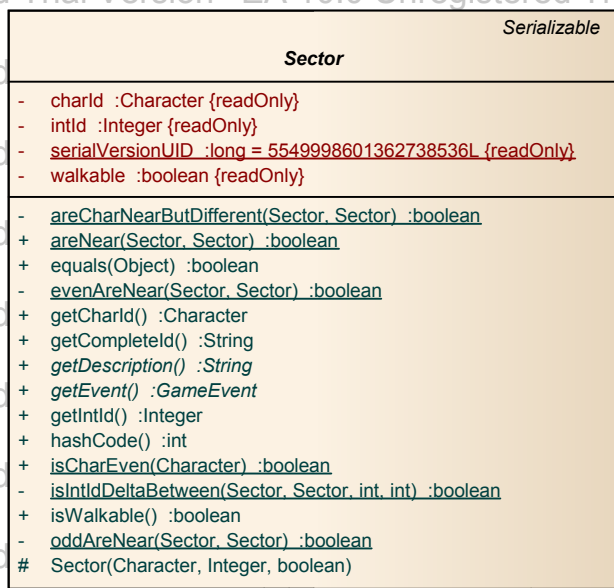 Serializable
Sector
- charId :Character {readOnly}
- intId :Integer {readOnly}
- serialVersionUID :long = 5549998601362738536L {readOnly}
- walkable :boolean {readOnly}
- areCharNearButDifferent(Sector, Sector) :boolean
+ areNear(Sector, Sector) :boolean
+ equals(Object) :boolean
- evenAreNear(Sector, Sector) :boolean
+ getCharId() :Character
+ getCompleteId() :String
+ getDescription() :String
+ getEvent() :GameEvent
+ getIntId() :Integer
+ hashCode() :int
+ isCharEven(Character) :boolean
- isIntIdDeltaBetween(Sector, Sector, int, int) :boolean
+ isWalkable() :boolean
- oddAreNear(Sector, Sector) :boolean
# Sector(Character, Integer, boolean)